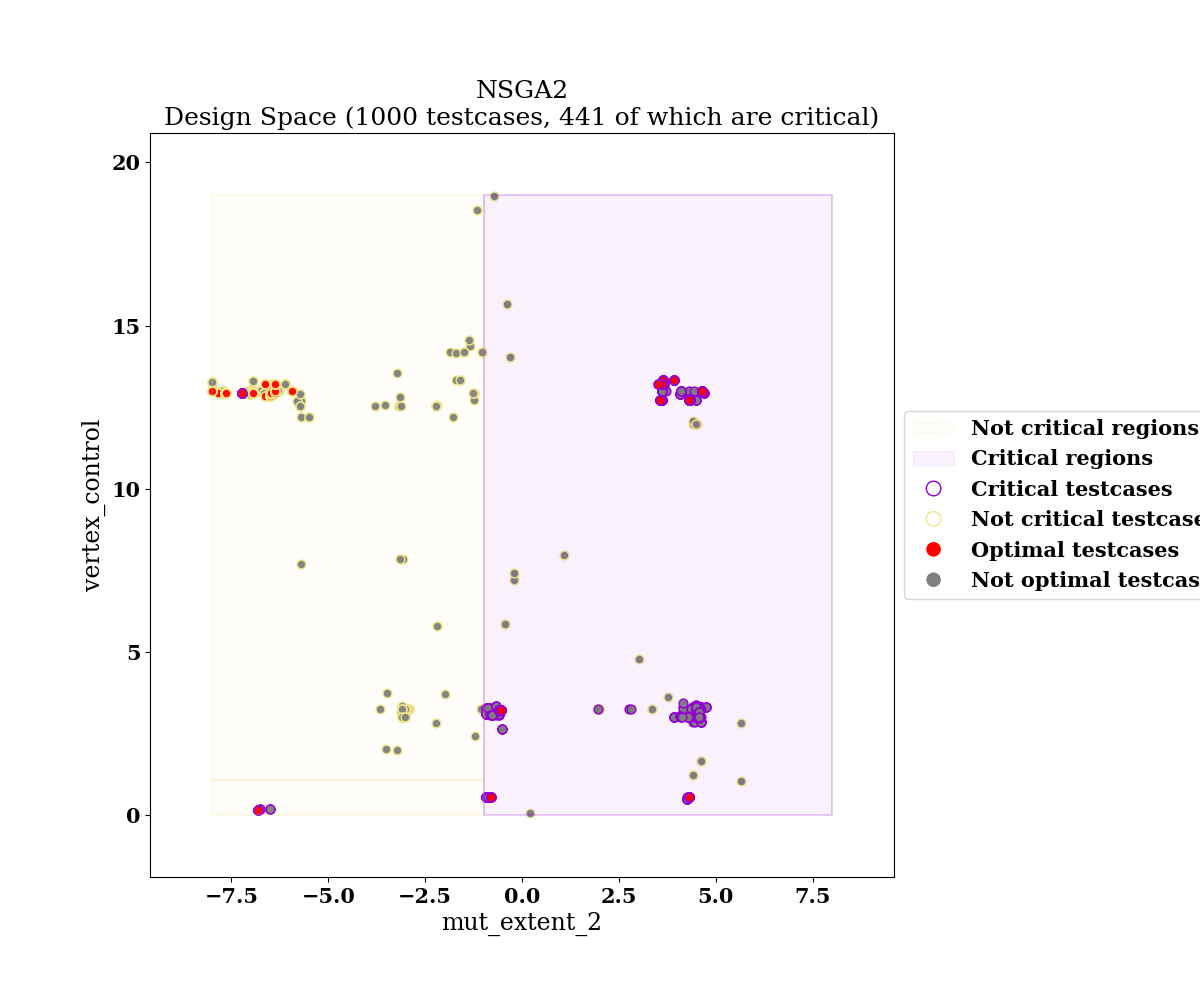 NSGA2
Design Space (1000 testcases, 441 of which are critical)
20
15
10
5
0
vertex_control
−7.5
−5.0
−2.5
0.0
2.5
5.0
7.5
mut_extent_2
Not critical regions
Critical regions
Critical testcases
Not critical testcase
Optimal testcases
Not optimal testcas